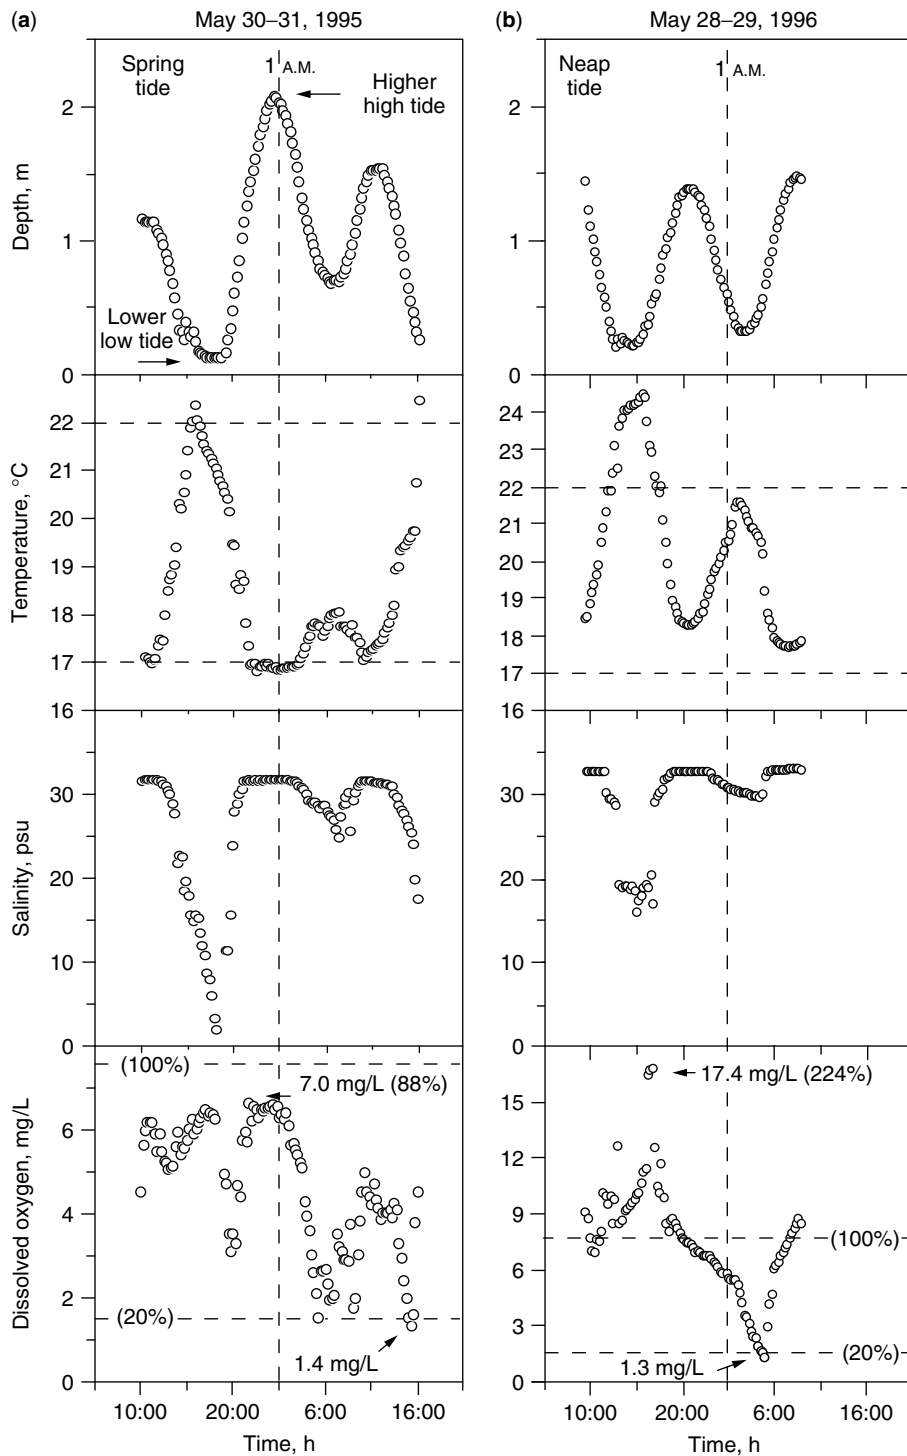 (a) May 30–31, 1995
Spring tide
1 A.M.
Higher high tide
Lower low tide
Depth, m
2
1
0
Temperature, °C
22
21
20
19
18
17
16
Salinity, psu
30
20
10
0
Dissolved oxygen, mg/L
(100%)
7.0 mg/L (88%)
6
4
2
(20%)
1.4 mg/L
0
10:00 20:00 6:00 16:00
Time, h
(b) May 28–29, 1996
Neap tide
1 A.M.
2
1
0
24
23
22
21
20
19
18
17
16
30
20
10
0
17.4 mg/L (224%)
15
12
9
(100%)
6
3
(20%)
1.3 mg/L
0
10:00 20:00 6:00 16:00
Time, h